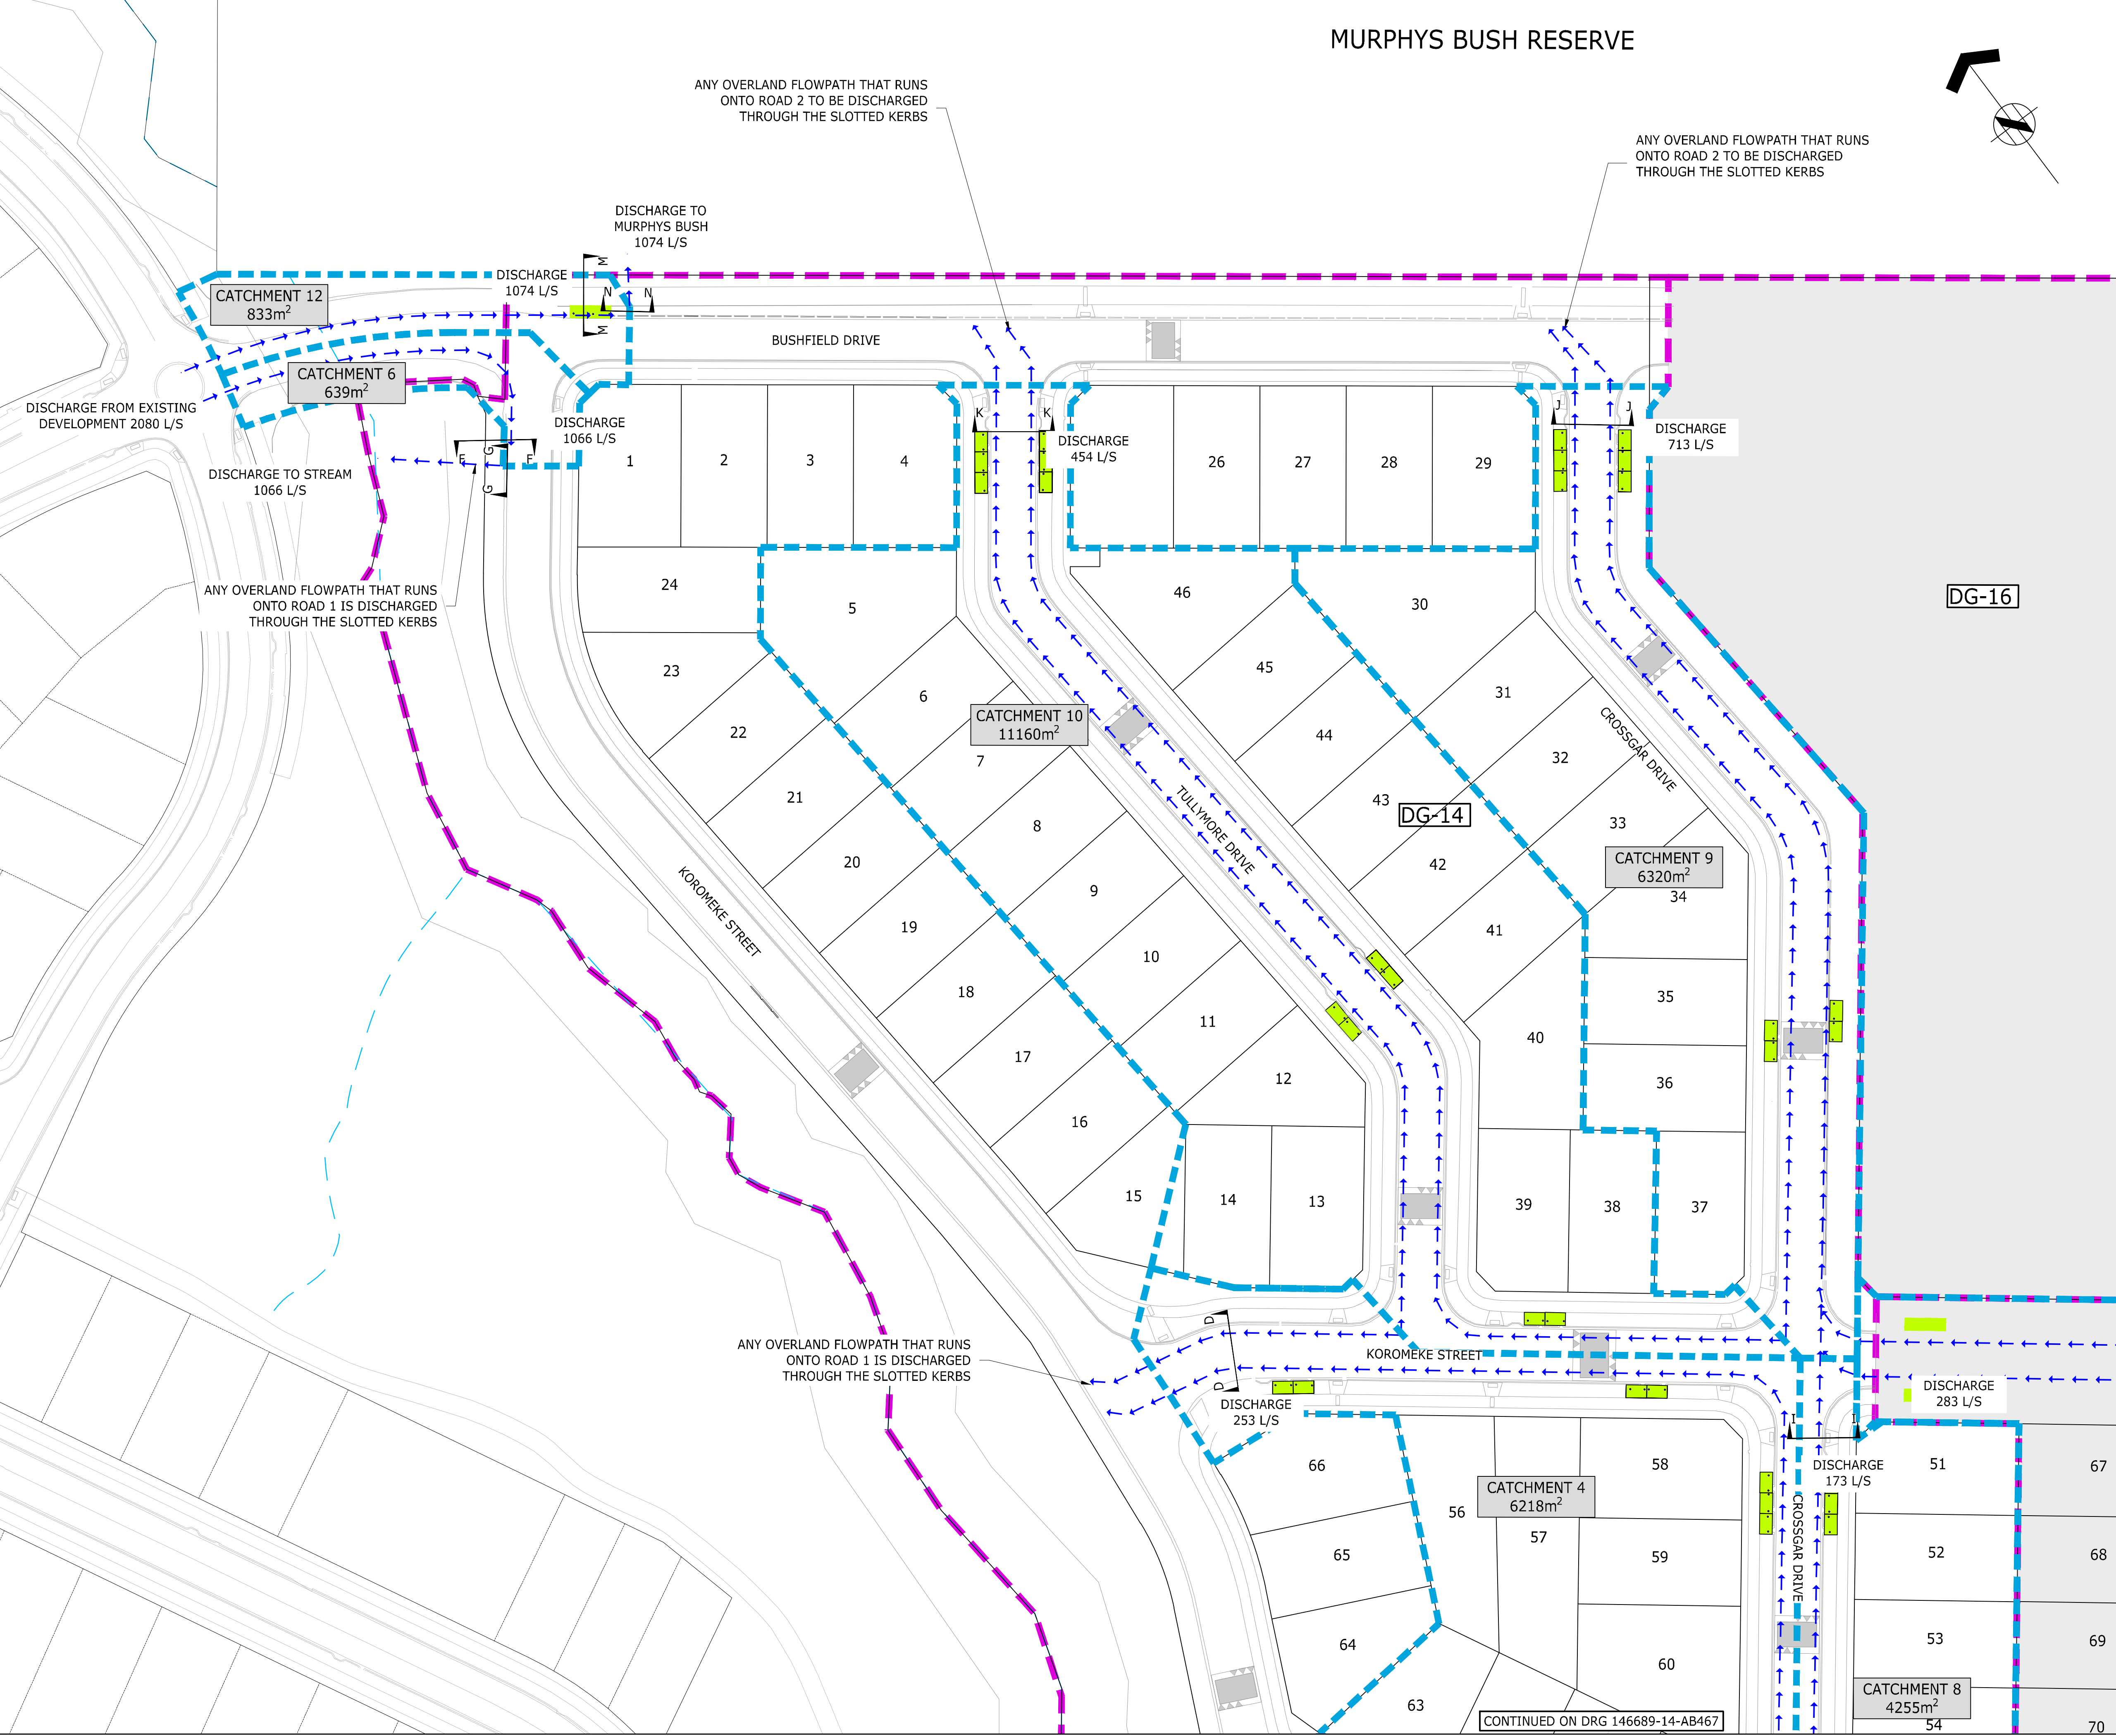 MURPHYS BUSH RESERVE
ANY OVERLAND FLOWPATH THAT RUNS
ONTO ROAD 2 TO BE DISCHARGED
THROUGH THE SLOTTED KERBS
ANY OVERLAND FLOWPATH THAT RUNS
ONTO ROAD 2 TO BE DISCHARGED
THROUGH THE SLOTTED KERBS
DISCHARGE TO
MURPHYS BUSH
1074 L/S
DISCHARGE
1074 L/S
M
M
N
N
CATCHMENT 12
833m²
BUSHFIELD DRIVE
CATCHMENT 6
639m²
DISCHARGE FROM EXISTING
DEVELOPMENT 2080 L/S
DISCHARGE
1066 L/S
DISCHARGE TO STREAM
1066 L/S
F
F
G
G
K
K
DISCHARGE
454 L/S
J
J
DISCHARGE
713 L/S
1
2
3
4
26
27
28
29
ANY OVERLAND FLOWPATH THAT RUNS
ONTO ROAD 1 IS DISCHARGED
THROUGH THE SLOTTED KERBS
24
5
46
30
DG-16
23
6
45
31
22
CATCHMENT 10
11160m²
7
44
32
CROSSGAR DRIVE
21
8
43
DG-14
33
TULLYMORE DRIVE
20
9
42
CATCHMENT 9
6320m²
34
KOROMEKE STREET
19
10
41
18
11
35
17
12
40
36
16
15
14
13
39
38
37
ANY OVERLAND FLOWPATH THAT RUNS
ONTO ROAD 1 IS DISCHARGED
THROUGH THE SLOTTED KERBS
D
D
KOROMEKE STREET
DISCHARGE
253 L/S
DISCHARGE
283 L/S
I
I
DISCHARGE
173 L/S
66
58
51
67
CATCHMENT 4
6218m²
56
57
65
59
52
68
CROSSGAR DRIVE
64
60
53
69
63
CATCHMENT 8
4255m²
54
70
CONTINUED ON DRG 146689-14-AB467